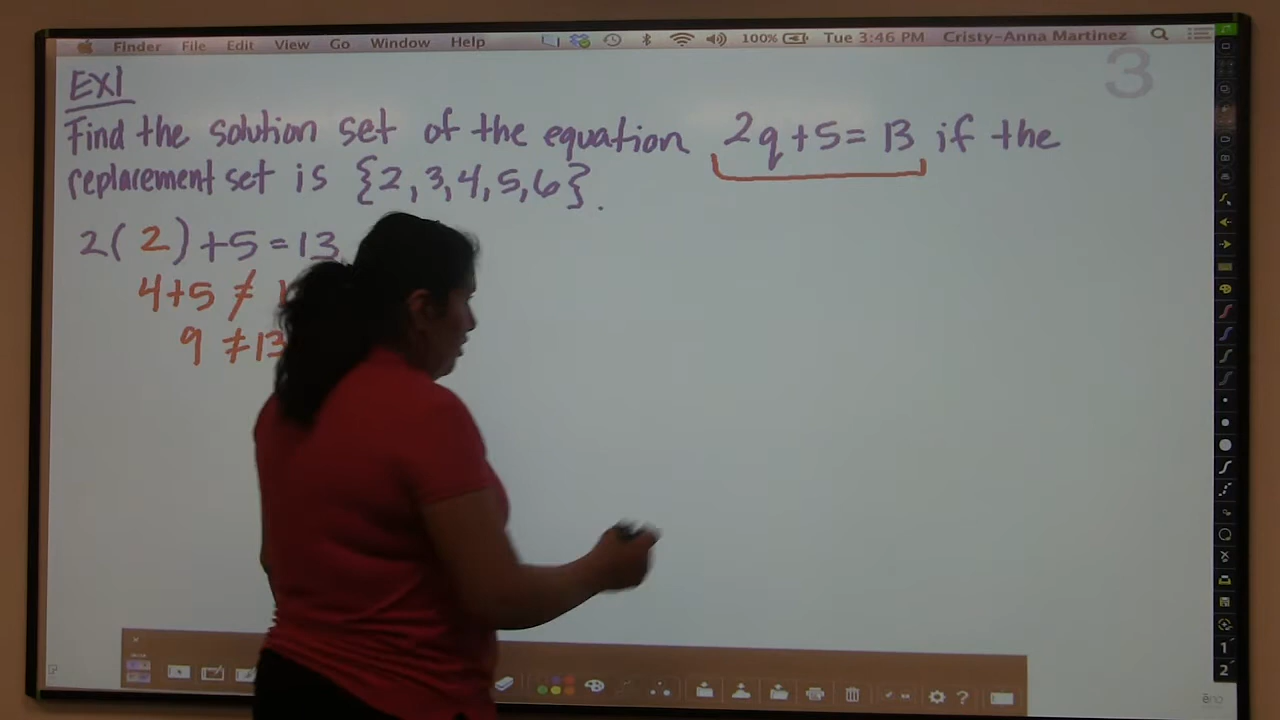 Finder File Edit View Go Window Help 100% Tue 3:46 PM Cristy-Anna Martinez
3
EX1
Find the solution set of the equation 2q+5=13 if the
replacement set is {2,3,4,5,6}.
2(2)+5=13
4+5≠1
9≠13
?
1
2
eno